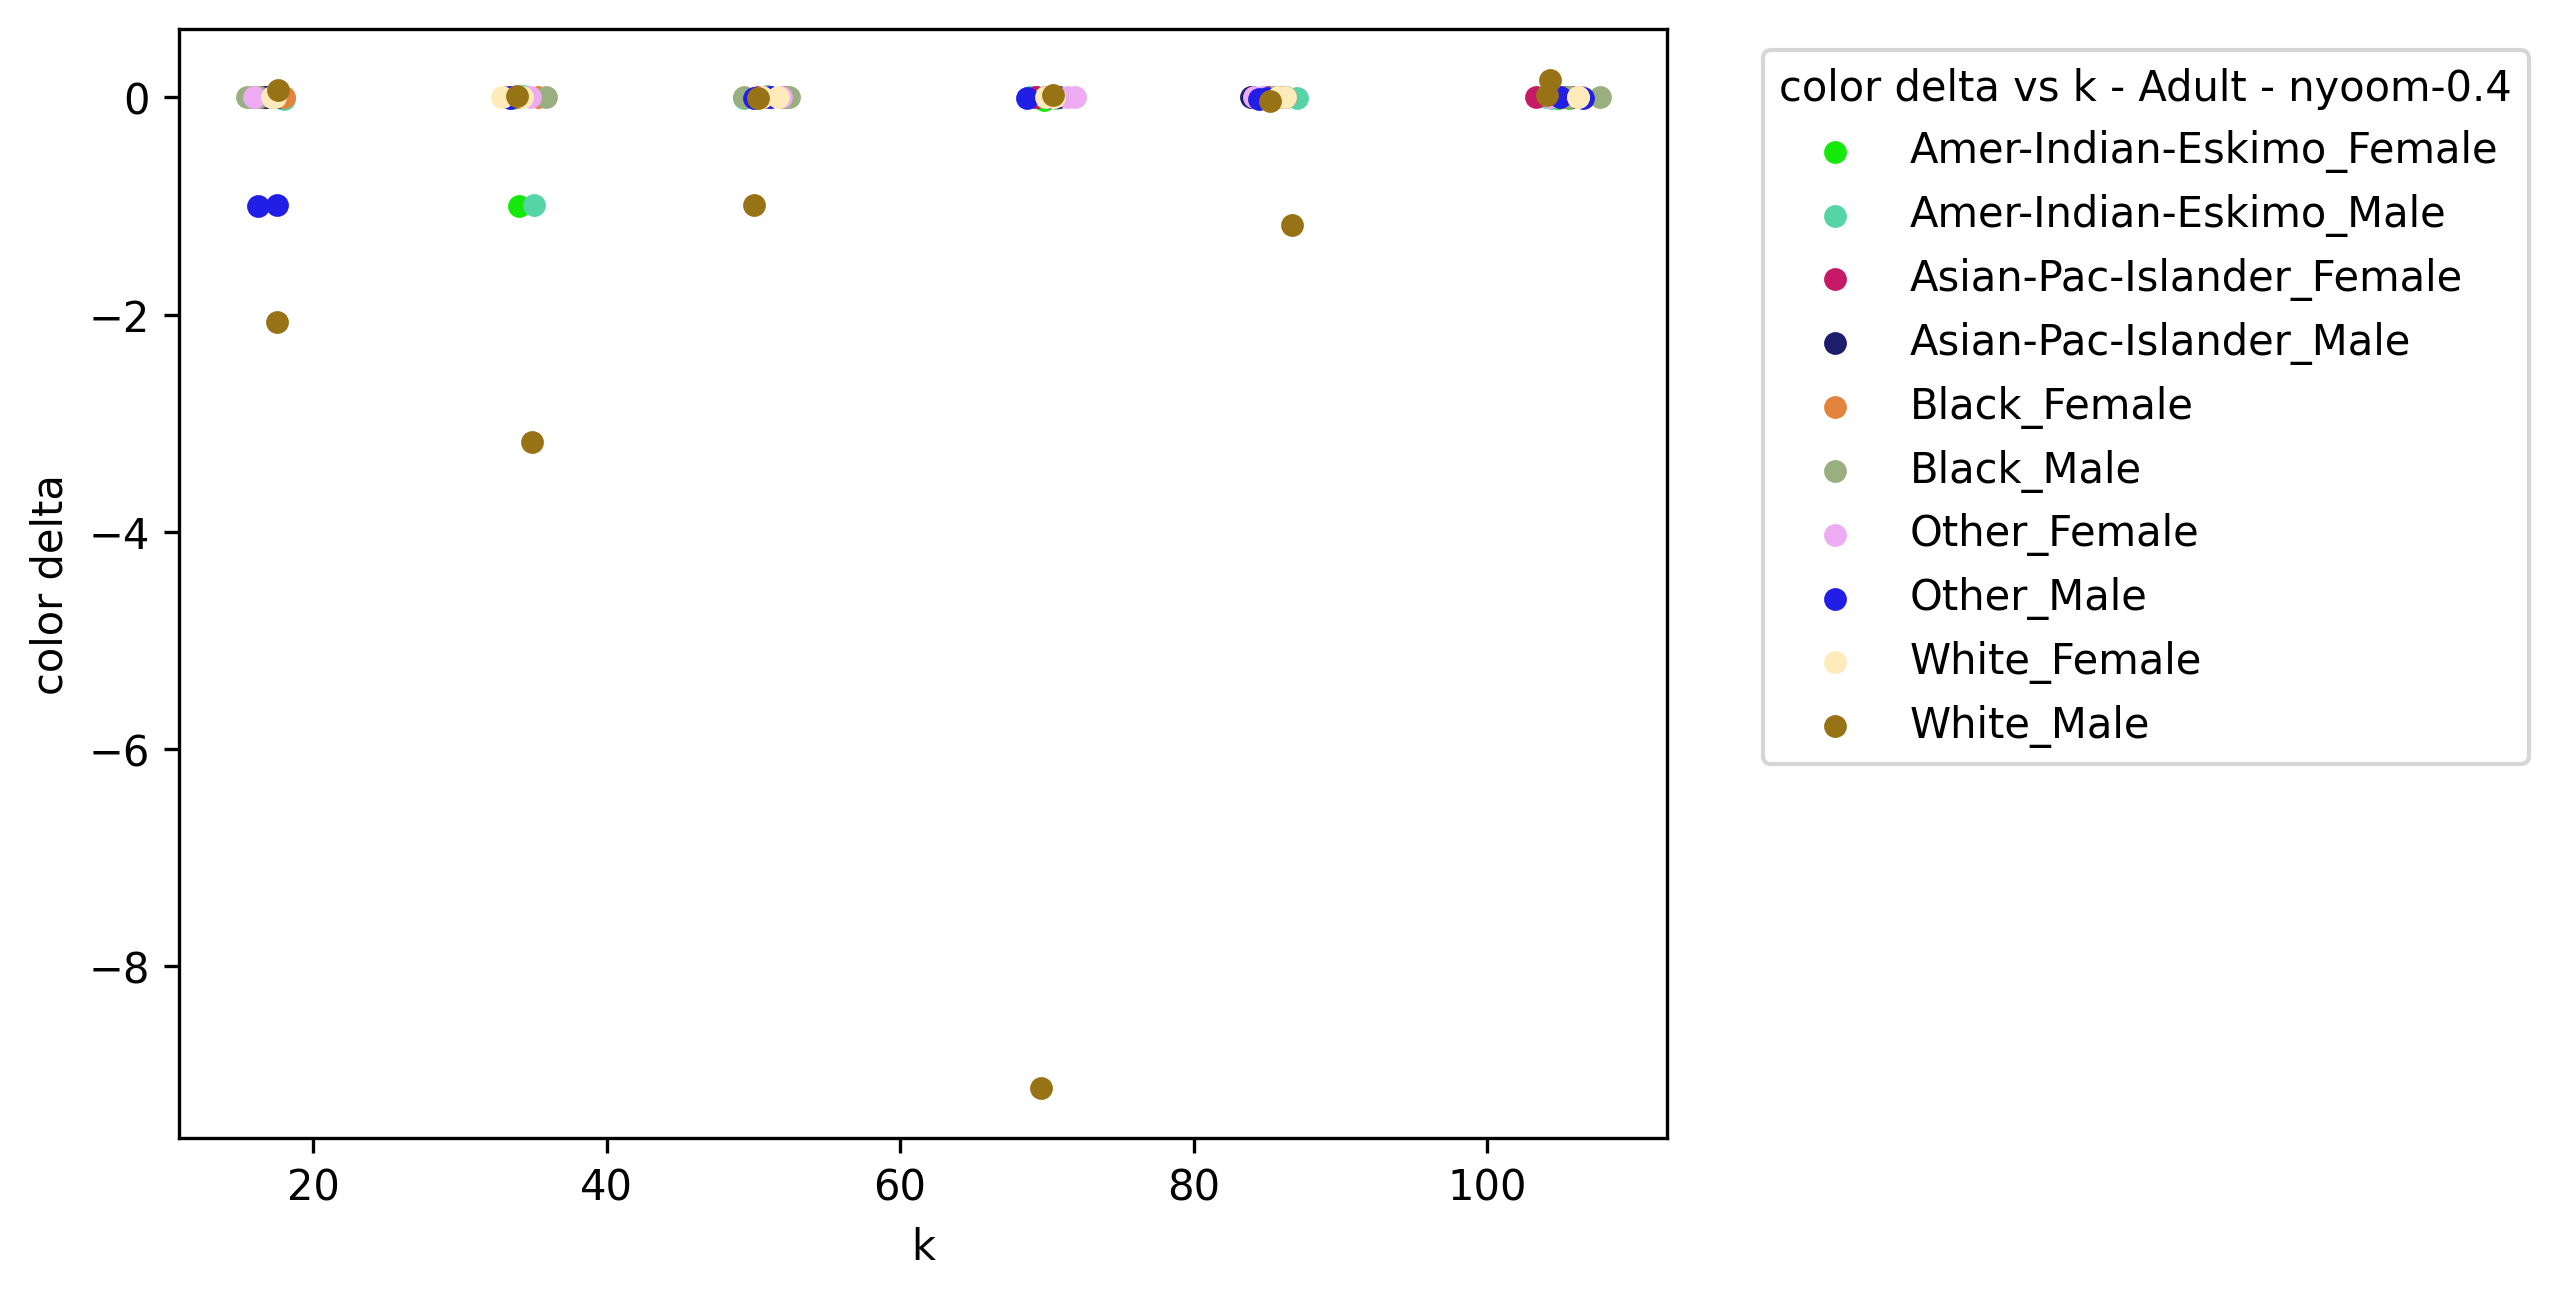 0
−2
−4
−6
−8
color delta
20 40 60 80 100
k
color delta vs k - Adult - nyoom-0.4
Amer-Indian-Eskimo_Female
Amer-Indian-Eskimo_Male
Asian-Pac-Islander_Female
Asian-Pac-Islander_Male
Black_Female
Black_Male
Other_Female
Other_Male
White_Female
White_Male